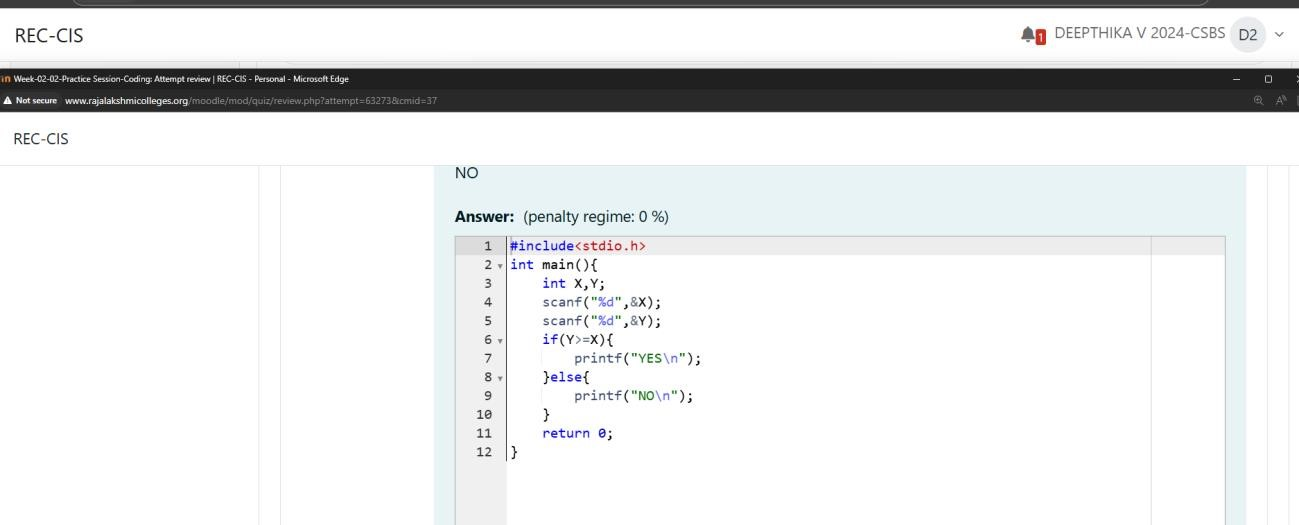 REC-CIS
1 DEEPTHIKA V 2024-CSBS D2
in Week-02-02-Practice Session-Coding: Attempt review | REC-CIS - Personal - Microsoft Edge
Not secure www.rajalakshmicolleges.org/moodle/mod/quiz/review.php?attempt=63273&cmid=37
REC-CIS
NO
Answer: (penalty regime: 0 %)
1 #include<stdio.h>
2 int main(){
3 int X,Y;
4 scanf("%d",&X);
5 scanf("%d",&Y);
6 if(Y>=X){
7 printf("YES\n");
8 }else{
9 printf("NO\n");
10 }
11 return 0;
12 }